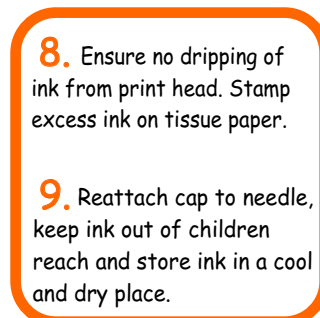 8. Ensure no dripping of
ink from print head. Stamp
excess ink on tissue paper.
9. Reattach cap to needle,
keep ink out of children
reach and store ink in a cool
and dry place.